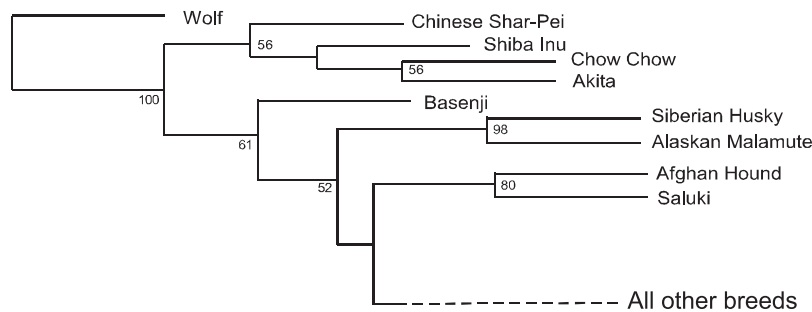 Wolf
Chinese Shar-Pei
56
Shiba Inu
Chow Chow
56
Akita
100
Basenji
Siberian Husky
98
61
Alaskan Malamute
Afghan Hound
52
80
Saluki
All other breeds